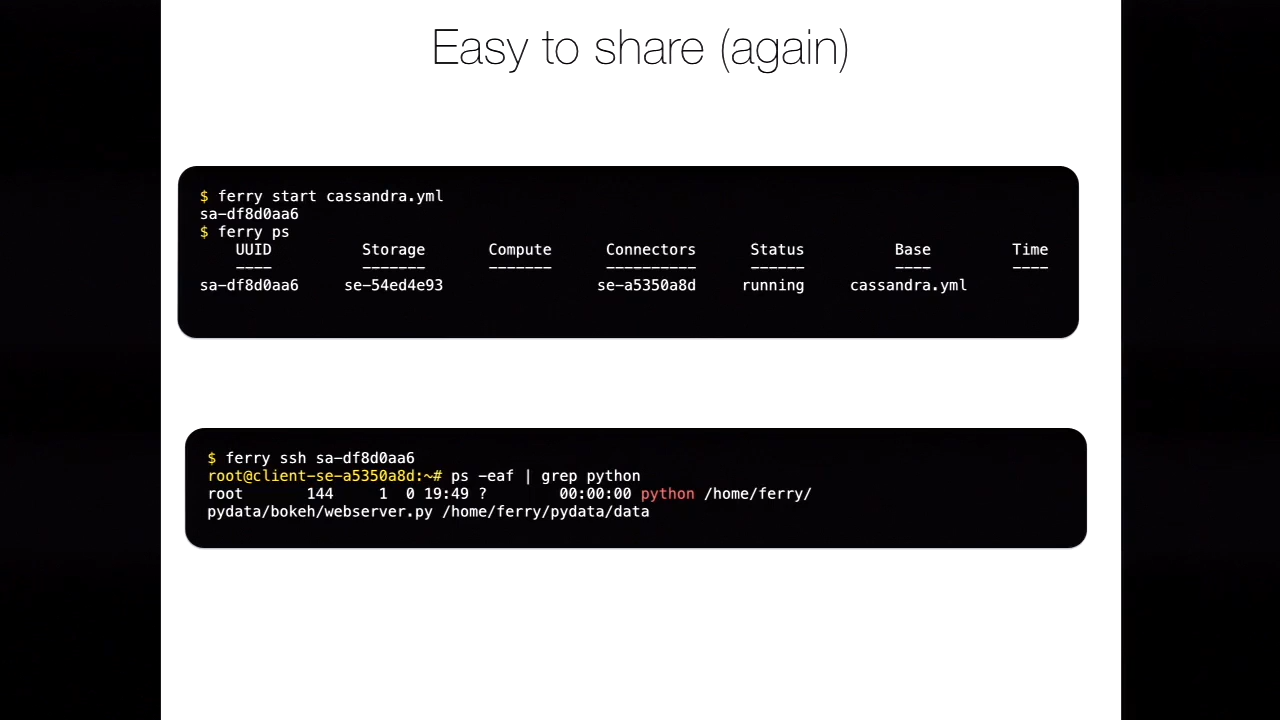 Easy to share (again)
$ ferry start cassandra.yml
sa-df8d0aa6
$ ferry ps
UUID Storage Compute Connectors Status Base Time
---- ------- ------- ---------- ------ ---- ----
sa-df8d0aa6 se-54ed4e93 se-a5350a8d running cassandra.yml
$ ferry ssh sa-df8d0aa6
root@client-se-a5350a8d:~# ps -eaf | grep python
root 144 1 0 19:49 ? 00:00:00 python /home/ferry/
pydata/bokeh/webserver.py /home/ferry/pydata/data